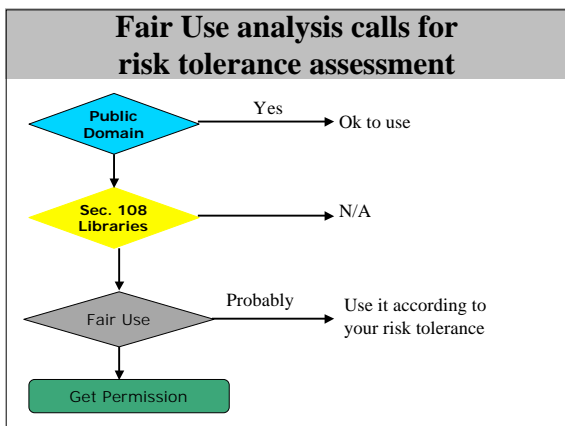 Fair Use analysis calls for
risk tolerance assessment
Public
Domain
Yes
Ok to use
Sec. 108
Libraries
N/A
Fair Use
Probably
Use it according to
your risk tolerance
Get Permission